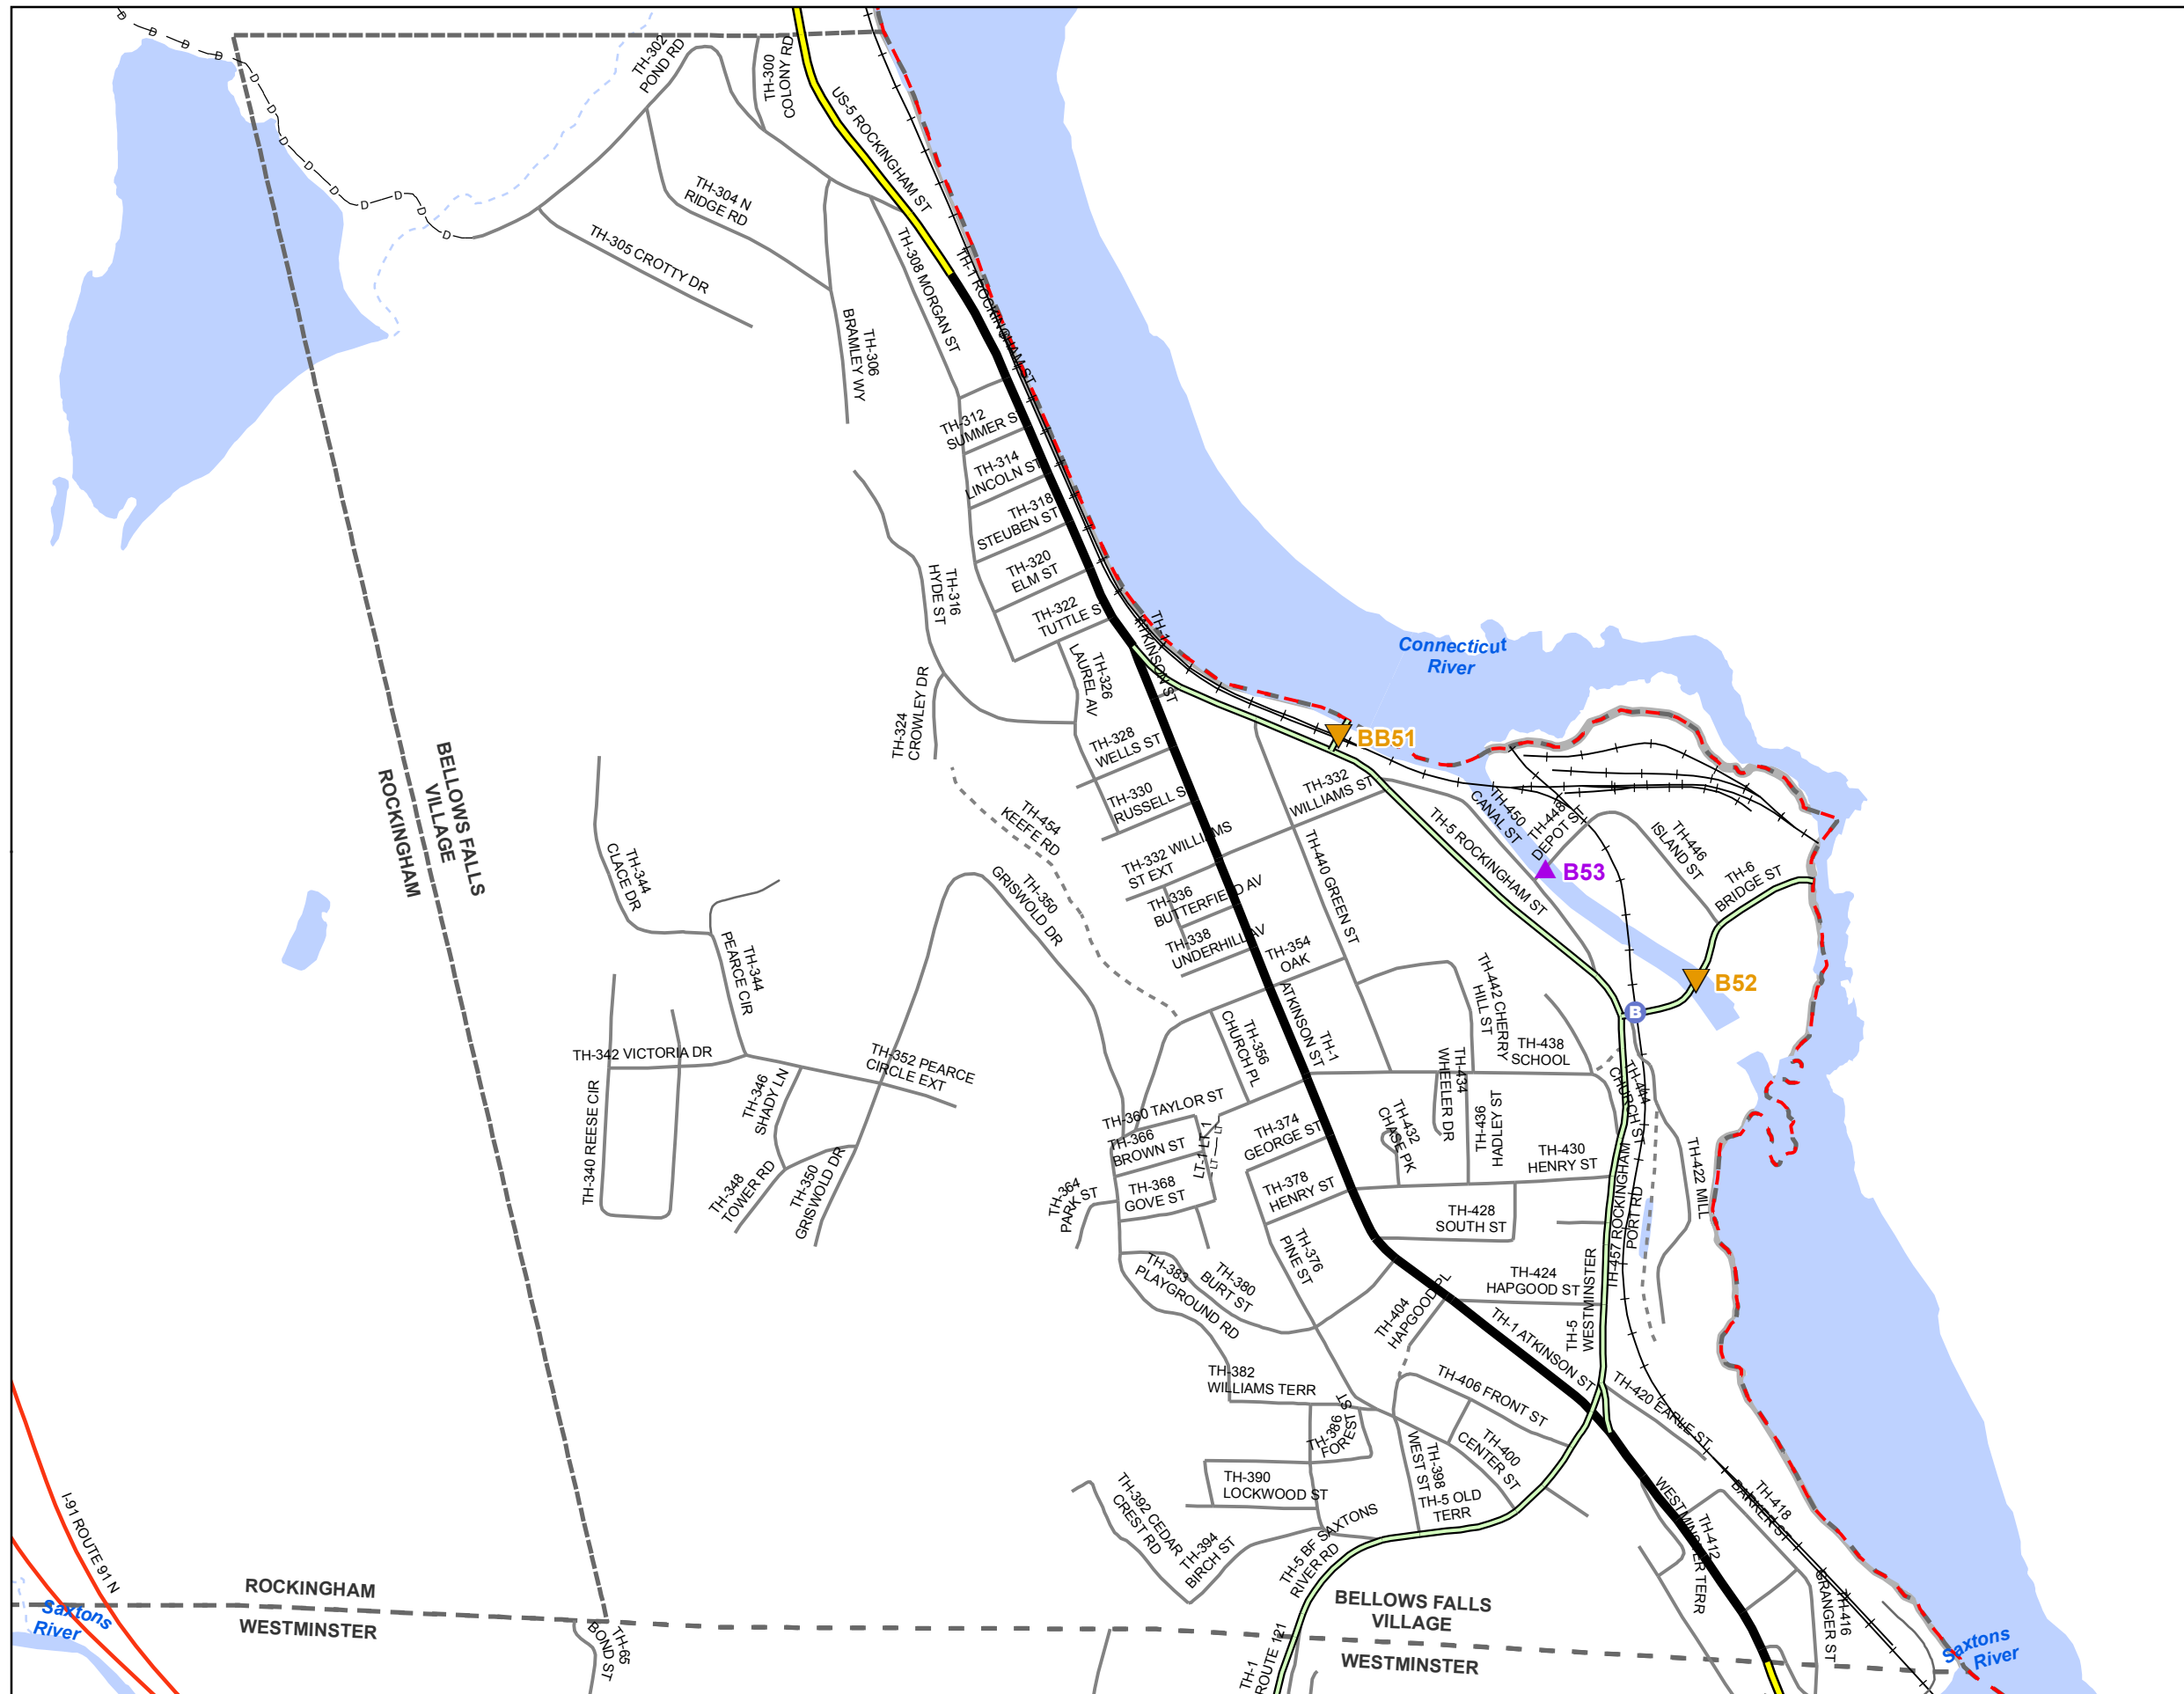 TH-302
POND RD
TH-300
COLONY RD
US-5 ROCKINGHAM ST
TH-304 N
RIDGE RD
TH-305 CROTTY DR
TH-308 MORGAN ST
TH-1 ROCKINGHAM ST
TH-306
BRAMLEY WY
TH-312
SUMMER S
TH-314
LINCOLN ST
TH-318
STEUBEN ST
TH-320
ELM ST
TH-316
HYDE ST
TH-322
TUTTLE S
TH-1
ATKINSON ST
Connecticut
River
TH-326
LAUREL AV
TH-324
CROWLEY DR
TH-328
WELLS ST
BB51
BELLOWS FALLS
VILLAGE
ROCKINGHAM
TH-330
RUSSELL S
TH-332
WILLIAMS ST
TH-450
CANAL ST
TH-448
DEPOT ST
TH-446
ISLAND ST
TH-454
KEEFE RD
TH-332 WILLIAMS
ST EXT
TH-5 ROCKINGHAM ST
B53
TH-6
BRIDGE ST
TH-344
CLACE DR
TH-350
GRISWOLD DR
TH-336
BUTTERFIELD AV
TH-440 GREEN ST
TH-338
UNDERHILL AV
TH-354
OAK
TH-344
PEARCE CIR
TH-442 CHERRY
HILL ST
B52
B
ATKINSON ST
TH-1
TH-356
CHURCH PL
TH-438
SCHOOL
TH-342 VICTORIA DR
TH-352 PEARCE
CIRCLE EXT
TH-346
SHADY LN
TH-434
WHEELER DR
TH-444
CHURCH ST
TH-340 REESE CIR
TH-360 TAYLOR ST
TH-366
BROWN ST
LT-1 LT-1
LT
LT
TH-374
GEORGE ST
TH-432
CHASE PK
TH-436
HADLEY ST
TH-430
HENRY ST
TH-422 MILL
TH-348
TOWER RD
TH-350
GRISWOLD DR
TH-364
PARK ST
TH-368
GOVE ST
TH-378
HENRY ST
TH-428
SOUTH ST
TH-457 ROCKINGHAM
PORT RD
TH-383
PLAYGROUND RD
TH-380
BURT ST
TH-376
PINE ST
TH-424
HAPGOOD ST
TH-404
HAPGOOD PL
TH-5
WESTMINSTER
TH-1 ATKINSON ST
TH-382
WILLIAMS TERR
TH-406 FRONT ST
TH-420 EARLE ST
TH-386
FOREST
ST
TH-398
WEST ST
TH-400
CENTER ST
TH-390
LOCKWOOD ST
TH-5 OLD
TERR
TH-392 CEDAR
CREST RD
TH-394
BIRCH ST
TH-5 BF SAXTONS
RIVER RD
TH-418
BARKER ST
WESTMINSTER TERR
TH-412
I-91 ROUTE 91 N
TH-416
GRANGER ST
ROCKINGHAM
WESTMINSTER
Saxtons
River
TH-65
BOND ST
BELLOWS FALLS
VILLAGE
WESTMINSTER
TH-1
ROUTE 121
Saxtons
River
D
D
D
D
D
D
D
D
D
D
D
D
D